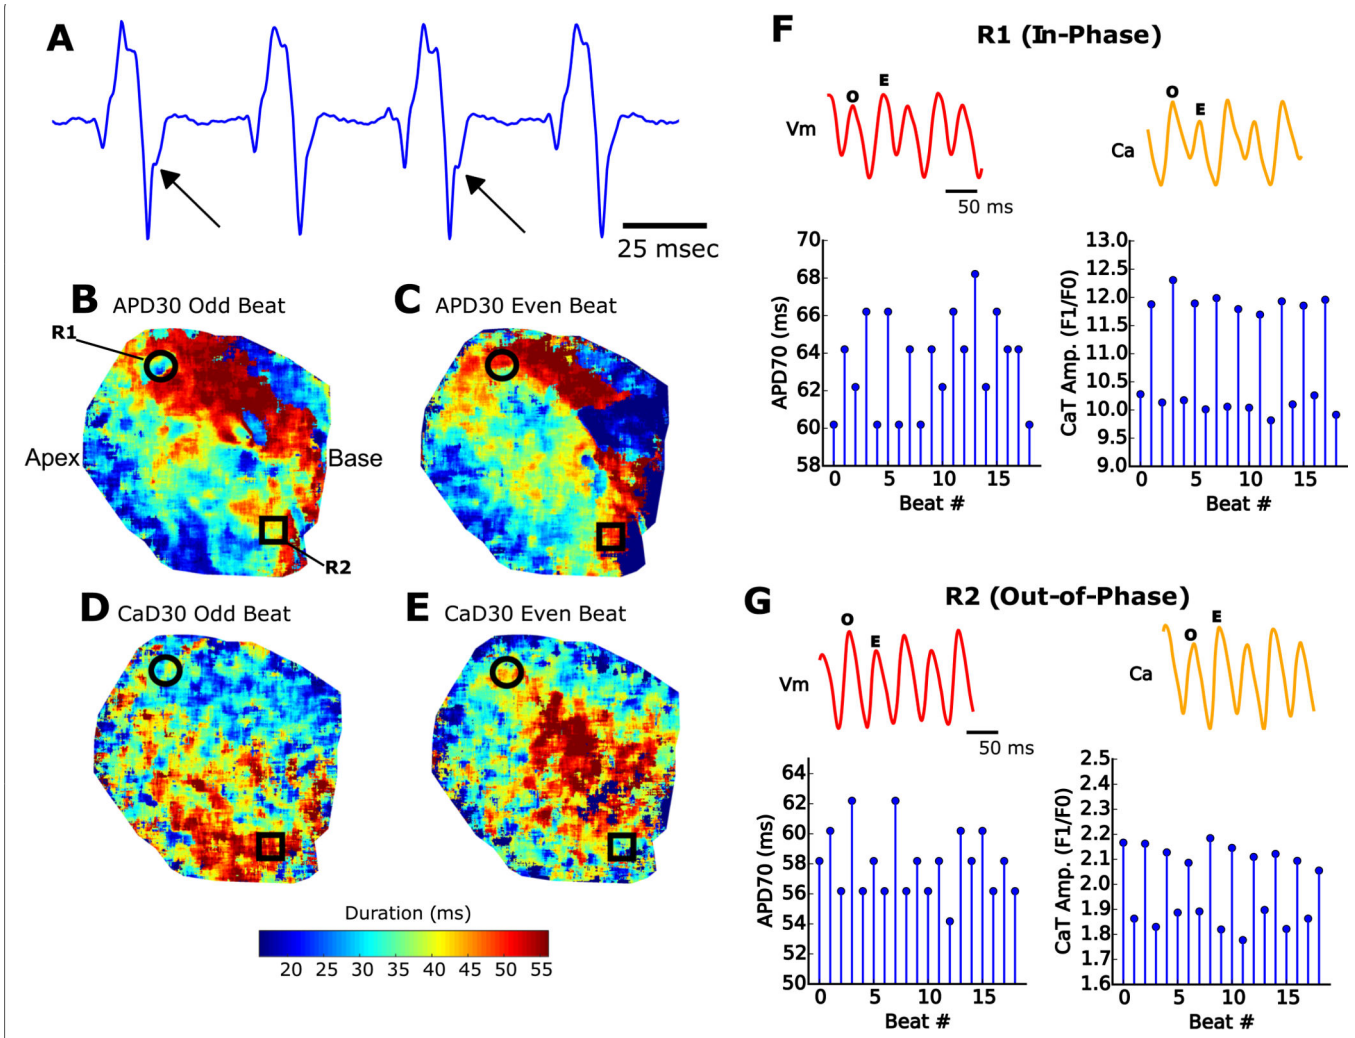 A
25 msec
B APD30 Odd Beat
C APD30 Even Beat
R1
Apex
Base
R2
D CaD30 Odd Beat
E CaD30 Even Beat
Duration (ms)
20 25 30 35 40 45 50 55
F R1 (In-Phase)
Vm
O
E
50 ms
Ca
O
E
APD70 (ms)
70
68
66
64
62
60
58
0 5 10 15
Beat #
CaT Amp. (F1/F0)
13.0
12.5
12.0
11.5
11.0
10.5
10.0
9.5
9.0
0 5 10 15
Beat #
G R2 (Out-of-Phase)
Vm
O
E
50 ms
Ca
O
E
APD70 (ms)
64
62
60
58
56
54
52
50
0 5 10 15
Beat #
CaT Amp. (F1/F0)
2.5
2.4
2.3
2.2
2.1
2.0
1.9
1.8
1.7
1.6
0 5 10 15
Beat #